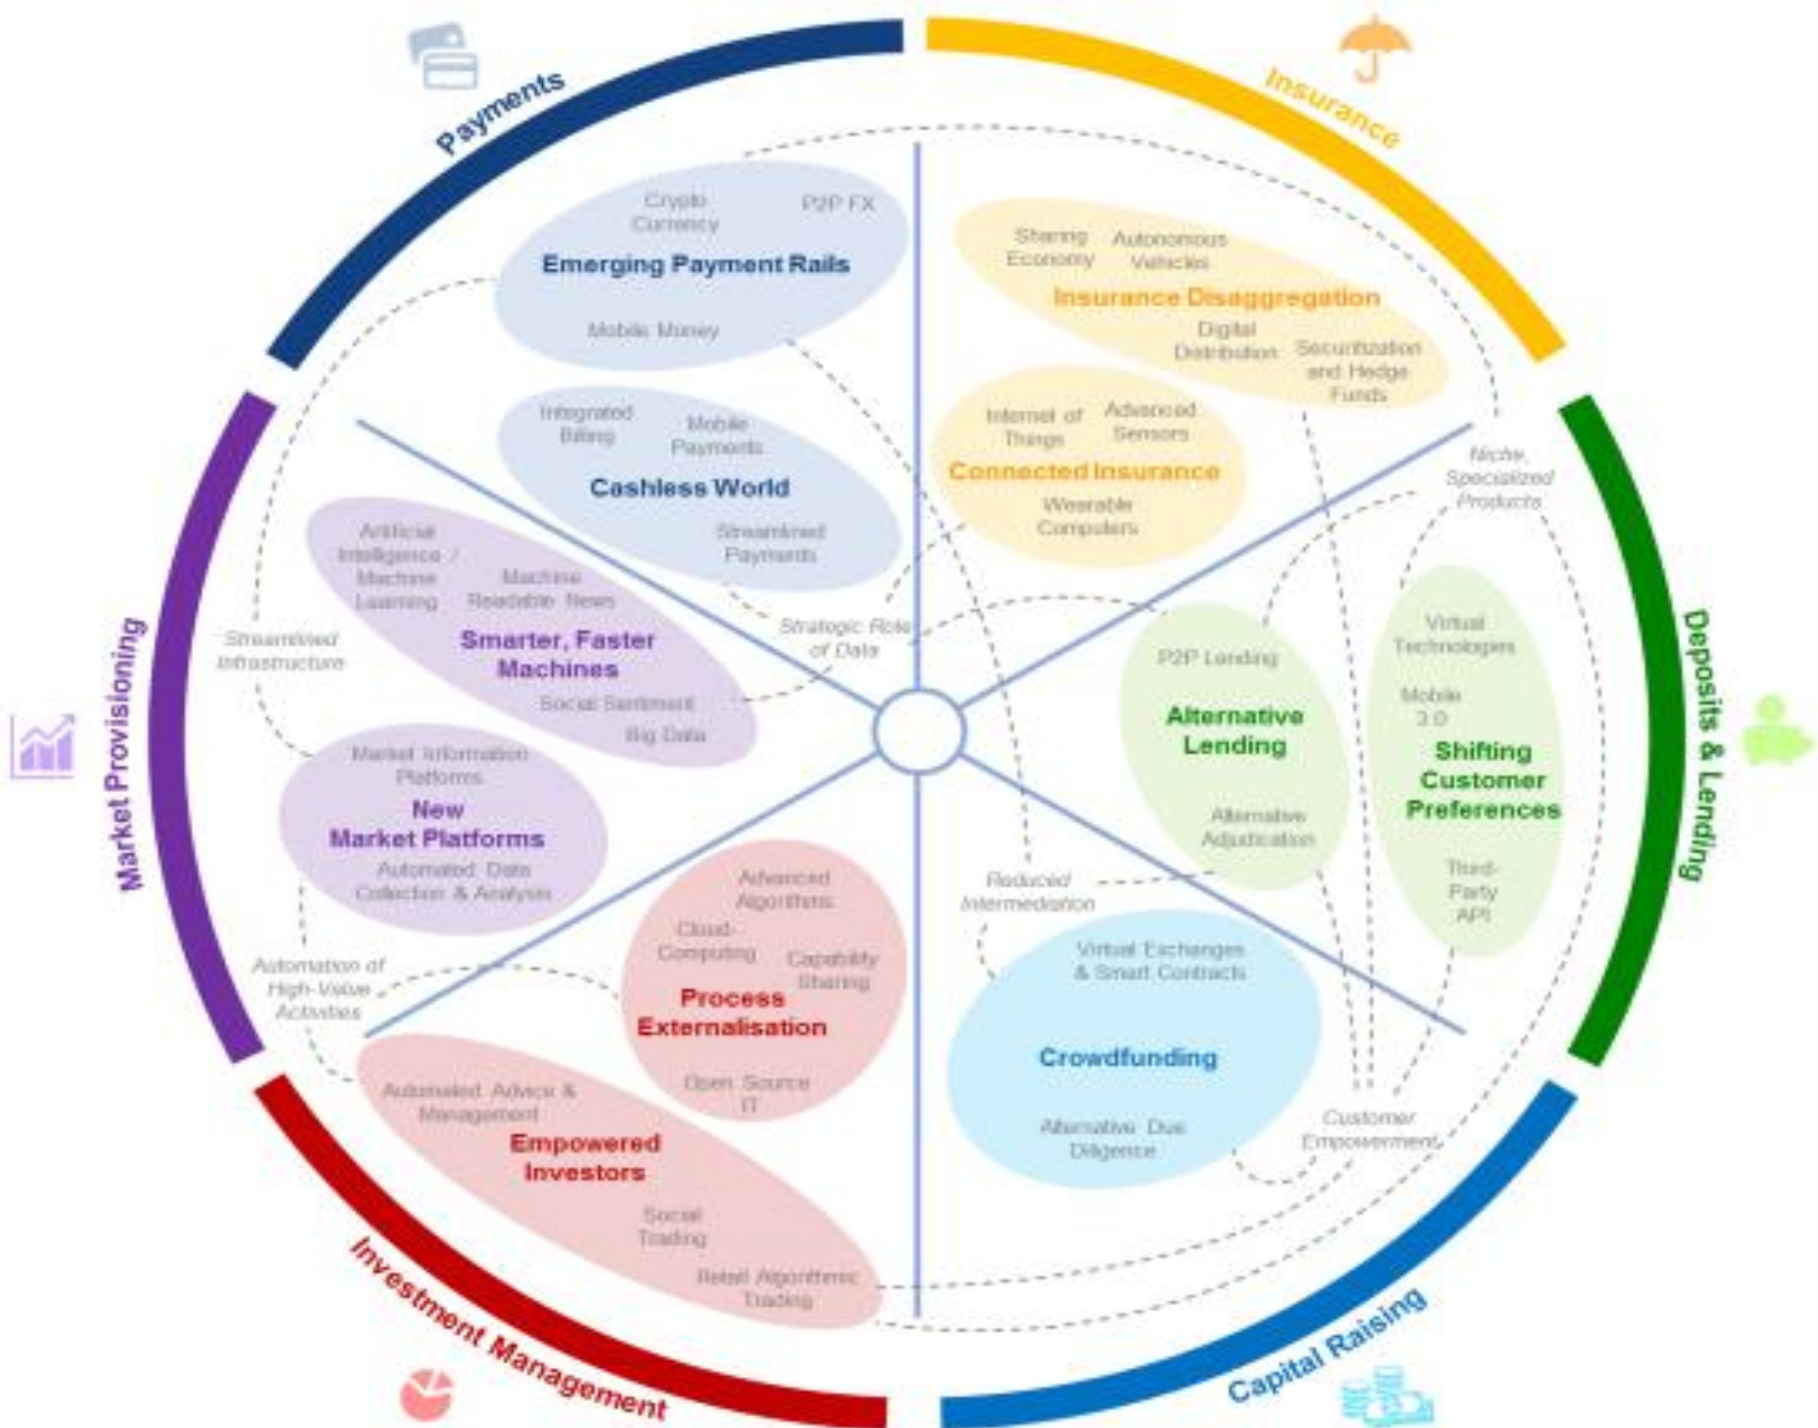 Payments
Insurance
Crypto
Currency
P2P FX
Emerging Payment Rails
Mobile Money
Sharing
Economy
Autonomous
Vehicles
Insurance Disaggregation
Digital
Distribution
Securitization
and Hedge
Funds
Integrated
Billing
Mobile
Payments
Cashless World
Streamlined
Payments
Internet of
Things
Advanced
Sensors
Connected Insurance
Wearable
Computers
Niche,
Specialized
Products
Artificial
Intelligence /
Machine
Learning
Machine
Readable News
Smarter, Faster
Machines
Social Sentiment
Big Data
Streamlined
Infrastructure
Strategic Role
of Data
Market Provisioning
Market Information
Platforms
New
Market Platforms
Automated Data
Collection & Analysis
P2P Lending
Alternative
Lending
Alternative
Adjudication
Virtual
Technologies
Mobile
3.0
Shifting
Customer
Preferences
Third-
Party
API
Deposits & Lending
Reduced
Intermediation
Automation of
High-Value
Activities
Advanced
Algorithms
Cloud-
Computing
Capability
Sharing
Process
Externalisation
Open Source
IT
Virtual Exchanges
& Smart Contracts
Crowdfunding
Alternative Due
Diligence
Customer
Empowerment
Automated Advice &
Management
Empowered
Investors
Social
Trading
Retail Algorithmic
Trading
Investment Management
Capital Raising